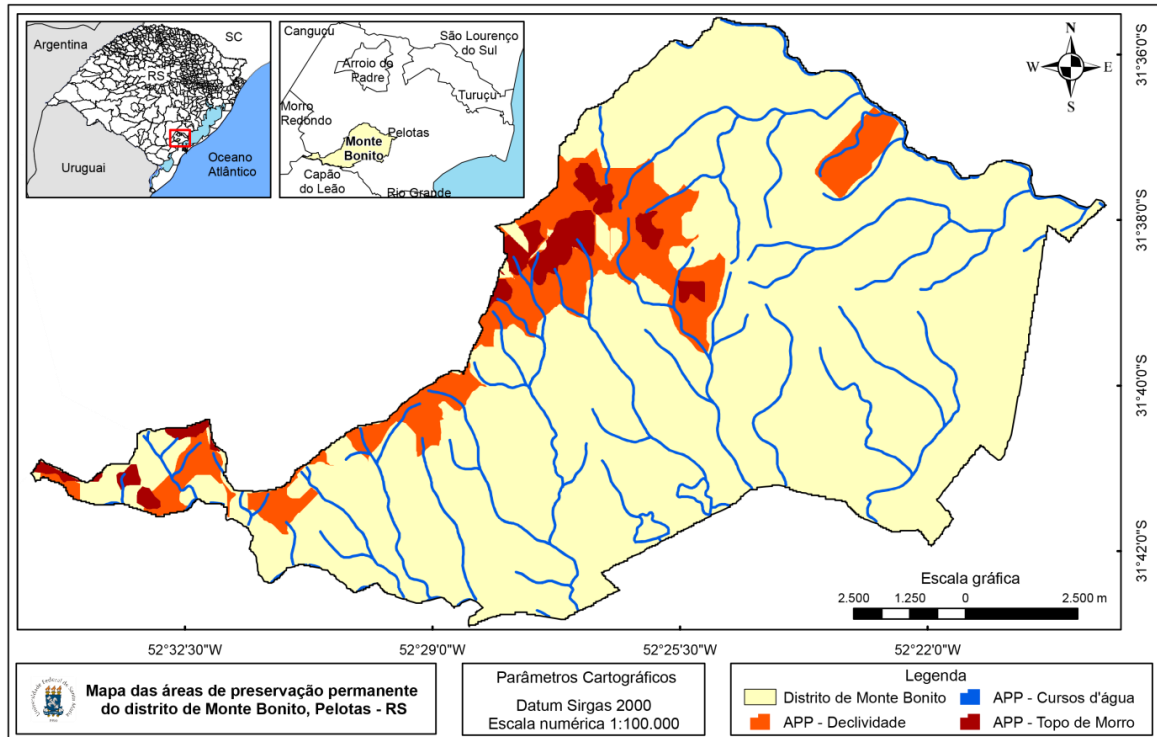 Argentina
SC
RS
Uruguai
Oceano
Atlântico
Canguçu
São Lourenço
do Sul
Arroio do
Padre
Turuçu
Morro
Redondo
Pelotas
Monte
Bonito
Capão
do Leão
Rio Grande
N
W
E
S
31°36'0"S
31°38'0"S
31°40'0"S
31°42'0"S
Escala gráfica
2.500
1.250
0
2.500 m
52°32'30"W
52°29'0"W
52°25'30"W
52°22'0"W
Mapa das áreas de preservação permanente
do distrito de Monte Bonito, Pelotas - RS
Parâmetros Cartográficos
Datum Sirgas 2000
Escala numérica 1:100.000
Legenda
Distrito de Monte Bonito
APP - Cursos d'água
APP - Declividade
APP - Topo de Morro